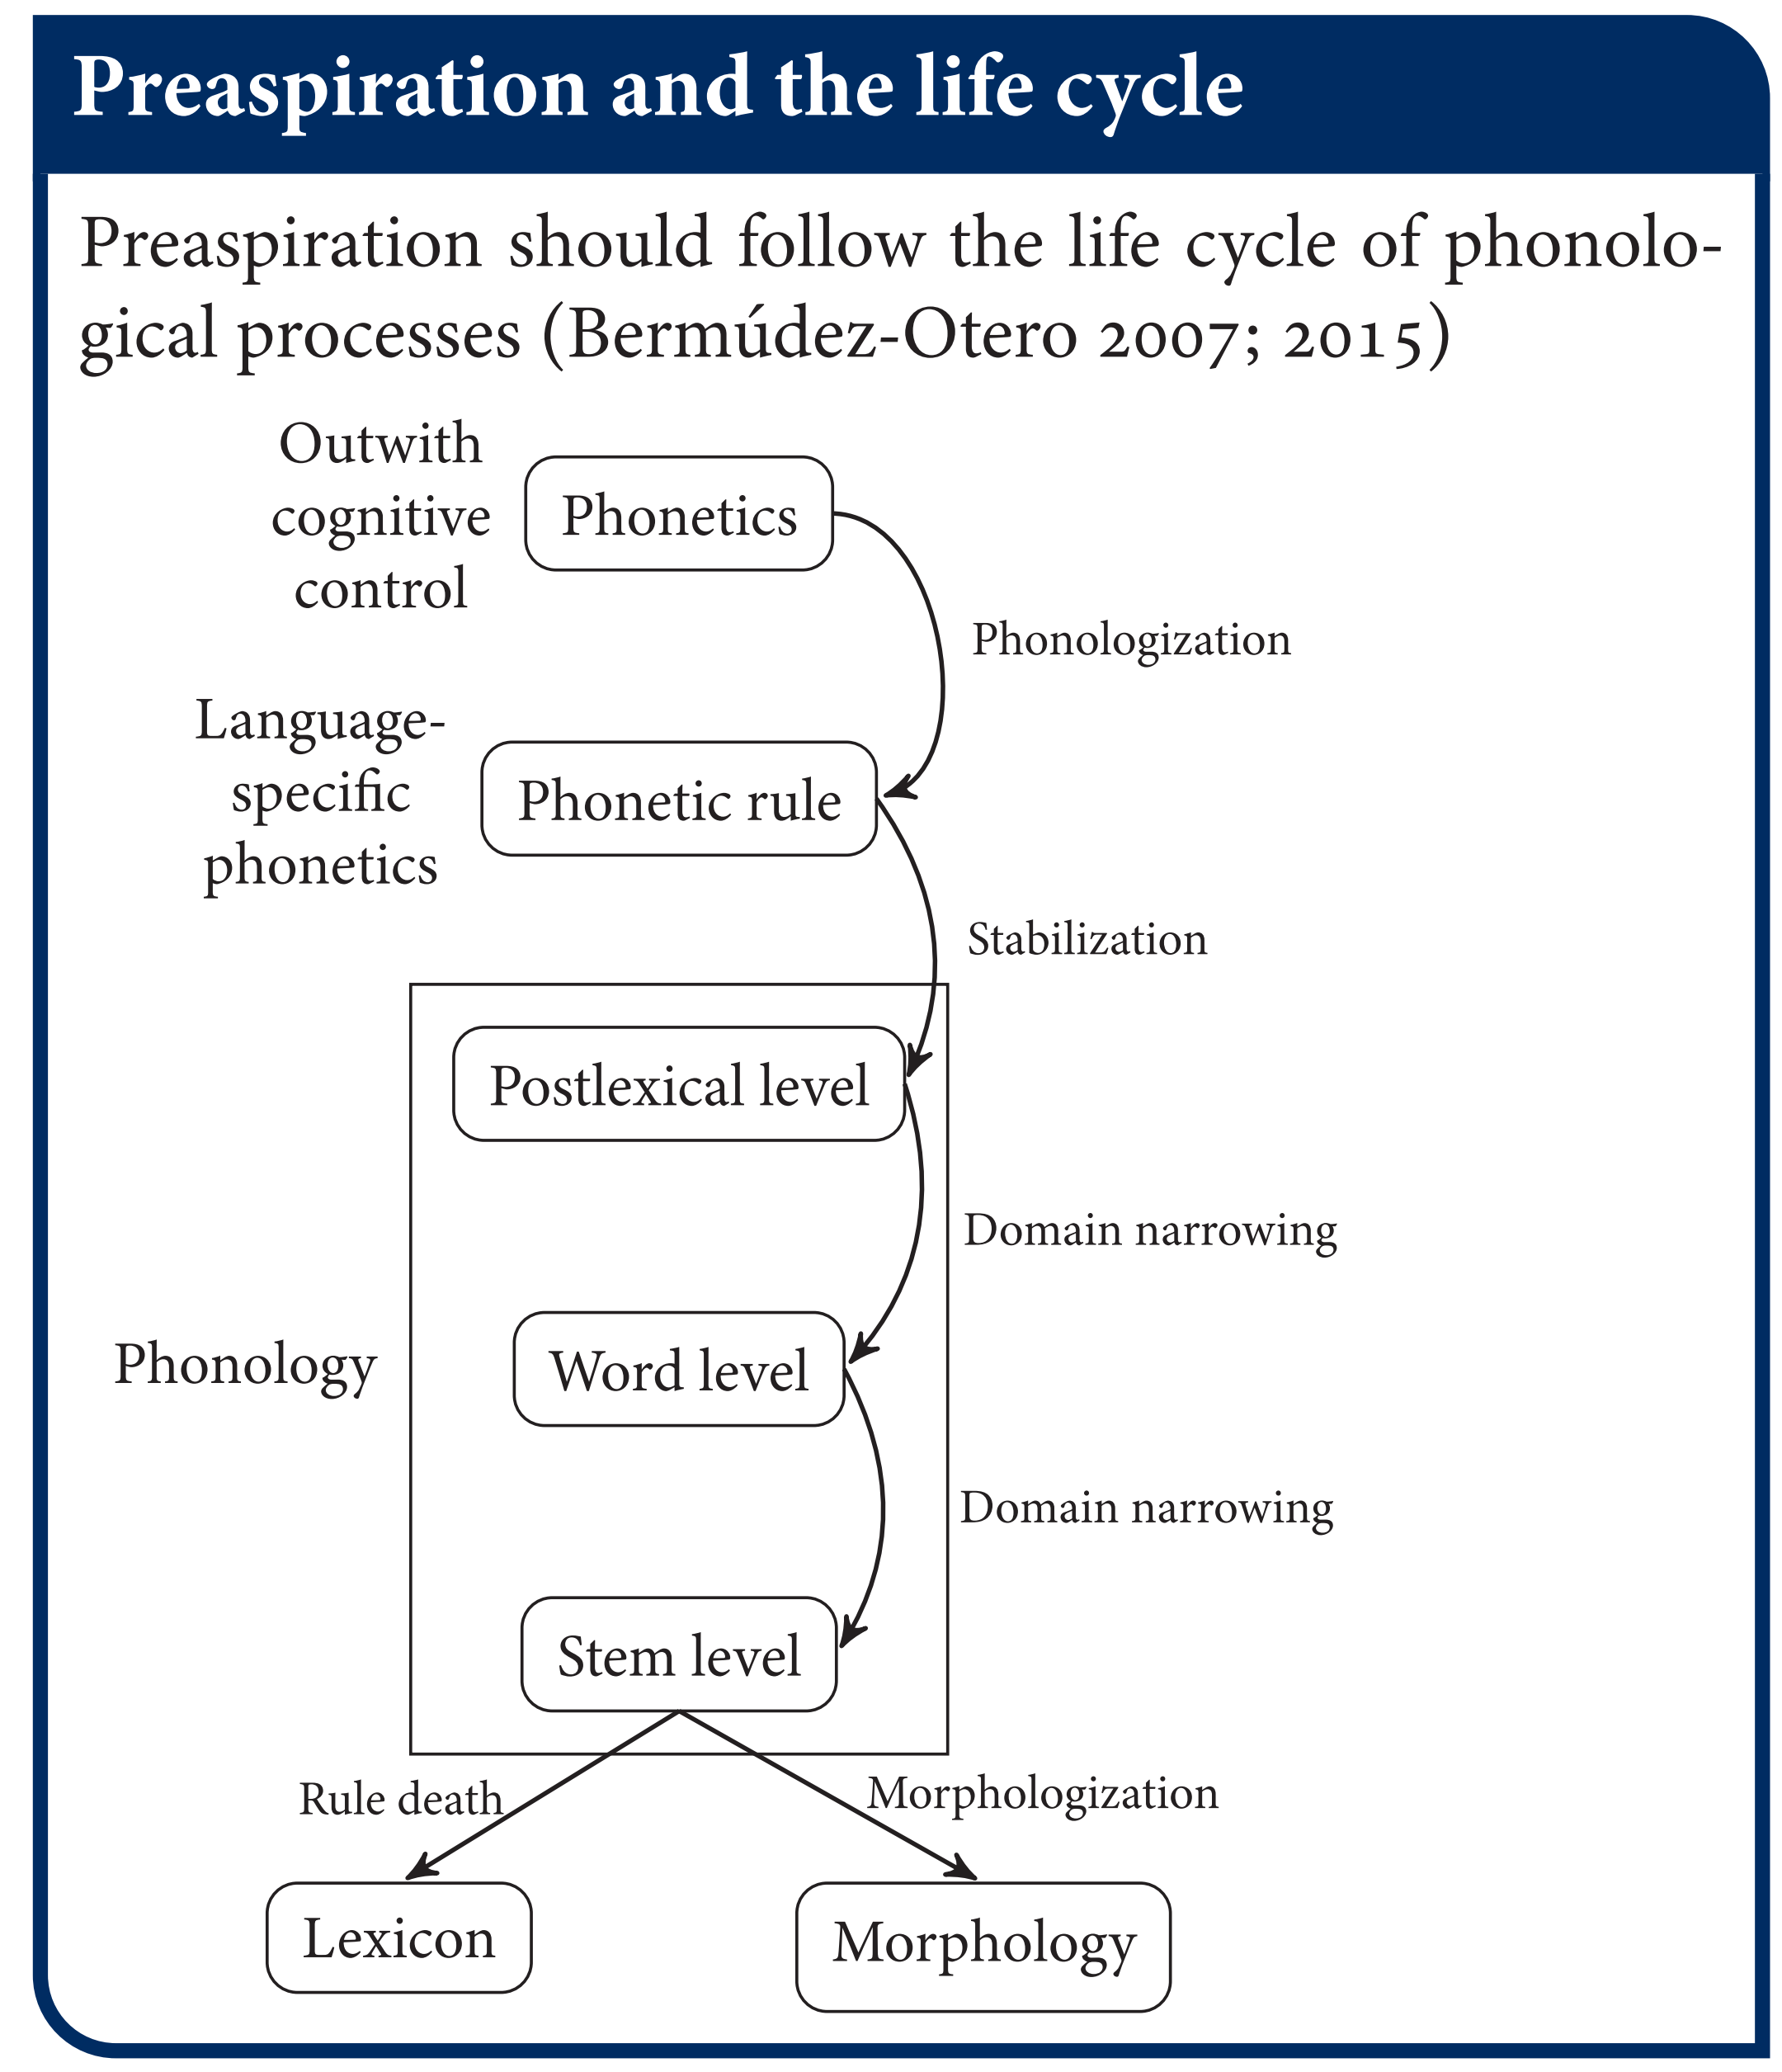 Preaspiration and the life cycle
Preaspiration should follow the life cycle of phonolo-
gical processes (Bermúdez-Otero 2007; 2015)
Outwith
cognitive
control
Phonetics
Phonologization
Language-
specific
phonetics
Phonetic rule
Stabilization
Postlexical level
Domain narrowing
Phonology
Word level
Domain narrowing
Stem level
Rule death
Morphologization
Lexicon
Morphology